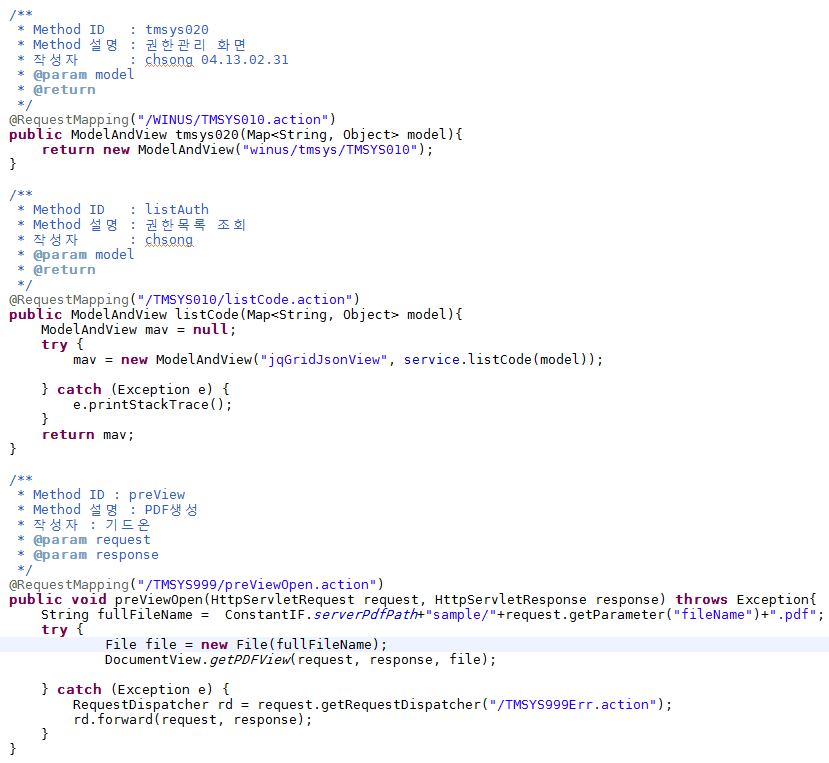 /**
 * Method ID   : tmsys020
 * Method 설명 : 권한관리 화면
 * 작성자      : chsong 04.13.02.31
 * @param model
 * @return
 */
@RequestMapping("/WINUS/TMSYS010.action")
public ModelAndView tmsys020(Map<String, Object> model){
    return new ModelAndView("winus/tmsys/TMSYS010");
}
/**
 * Method ID   : listAuth
 * Method 설명 : 권한목록 조회
 * 작성자      : chsong
 * @param model
 * @return
 */
@RequestMapping("/TMSYS010/listCode.action")
public ModelAndView listCode(Map<String, Object> model){
    ModelAndView mav = null;
    try {
        mav = new ModelAndView("jqGridJsonView", service.listCode(model));
    } catch (Exception e) {
        e.printStackTrace();
    }
    return mav;
}
/**
 * Method ID : preView
 * Method 설명 : PDF생성
 * 작성자 : 기드온
 * @param request
 * @param response
 */
@RequestMapping("/TMSYS999/preViewOpen.action")
public void preViewOpen(HttpServletRequest request, HttpServletResponse response) throws Exception{
    String fullFileName =  ConstantIF.serverPdfPath+"sample/"+request.getParameter("fileName")+".pdf";
    try {
            File file = new File(fullFileName);
            DocumentView.getPDFView(request, response, file);
    } catch (Exception e) {
        RequestDispatcher rd = request.getRequestDispatcher("/TMSYS999Err.action");
        rd.forward(request, response);
    }
}